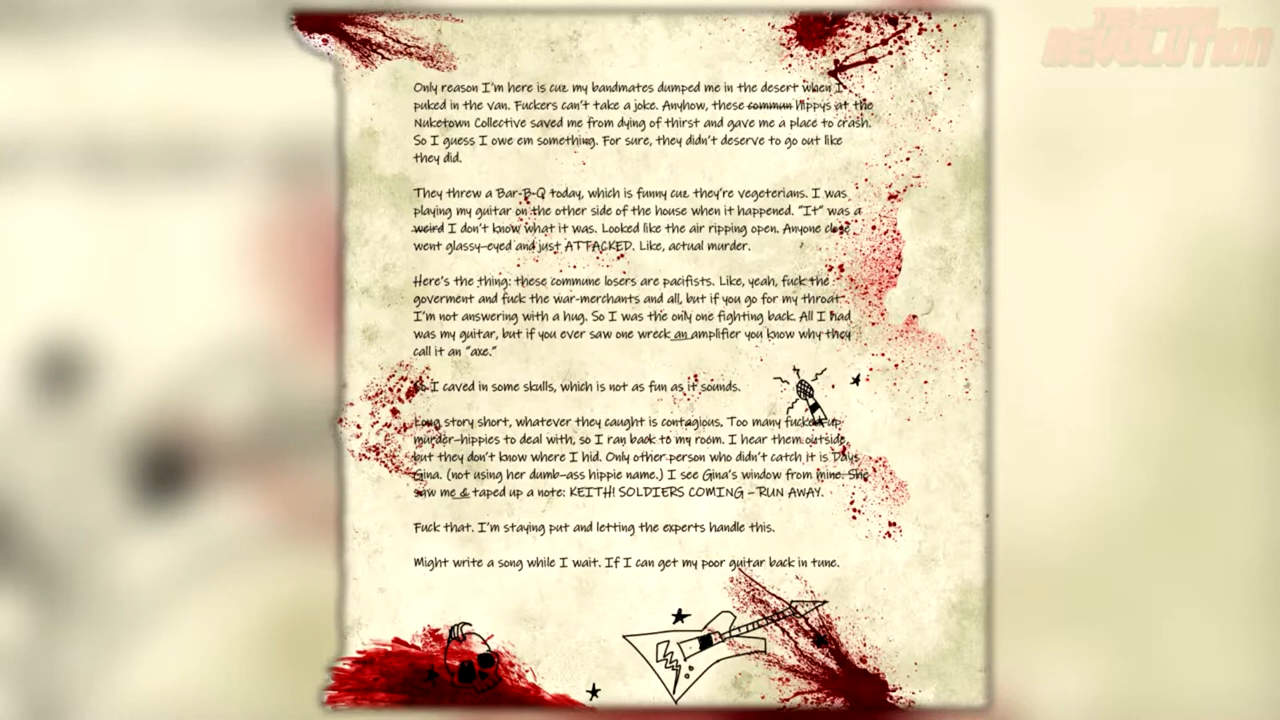 THE GAMING REVOLUTION
Only reason I'm here is cuz my bandmates dumped me in the desert when I
puked in the van. Fuckers can't take a joke. Anyhow, these commun hippys at the
Nuketown Collective saved me from dying of thirst and gave me a place to crash.
So I guess I owe em something. For sure, they didn't deserve to go out like
they did.
They threw a Bar-B-Q today, which is funny cuz they're vegeterians. I was
playing my guitar on the other side of the house when it happened. "It" was a
weird I don't know what it was. Looked like the air ripping open. Anyone close
went glassy-eyed and just ATTACKED. Like, actual murder.
Here's the thing: these commune losers are pacifists. Like, yeah, fuck the
goverment and fuck the war-merchants and all, but if you go for my throat
I'm not answering with a hug. So I was the only one fighting back. All I had
was my guitar, but if you ever saw one wreck an amplifier you know why they
call it an "axe."
So I caved in some skulls, which is not as fun as it sounds.
Long story short, whatever they caught is contagious. Too many fucked-up
murder-hippies to deal with, so I ran back to my room. I hear them outside,
but they don't know where I hid. Only other person who didn't catch it is Days
Gina. (not using her dumb-ass hippie name.) I see Gina's window from mine. She
saw me & taped up a note: KEITH! SOLDIERS COMING – RUN AWAY.
Fuck that. I'm staying put and letting the experts handle this.
Might write a song while I wait. If I can get my poor guitar back in tune.